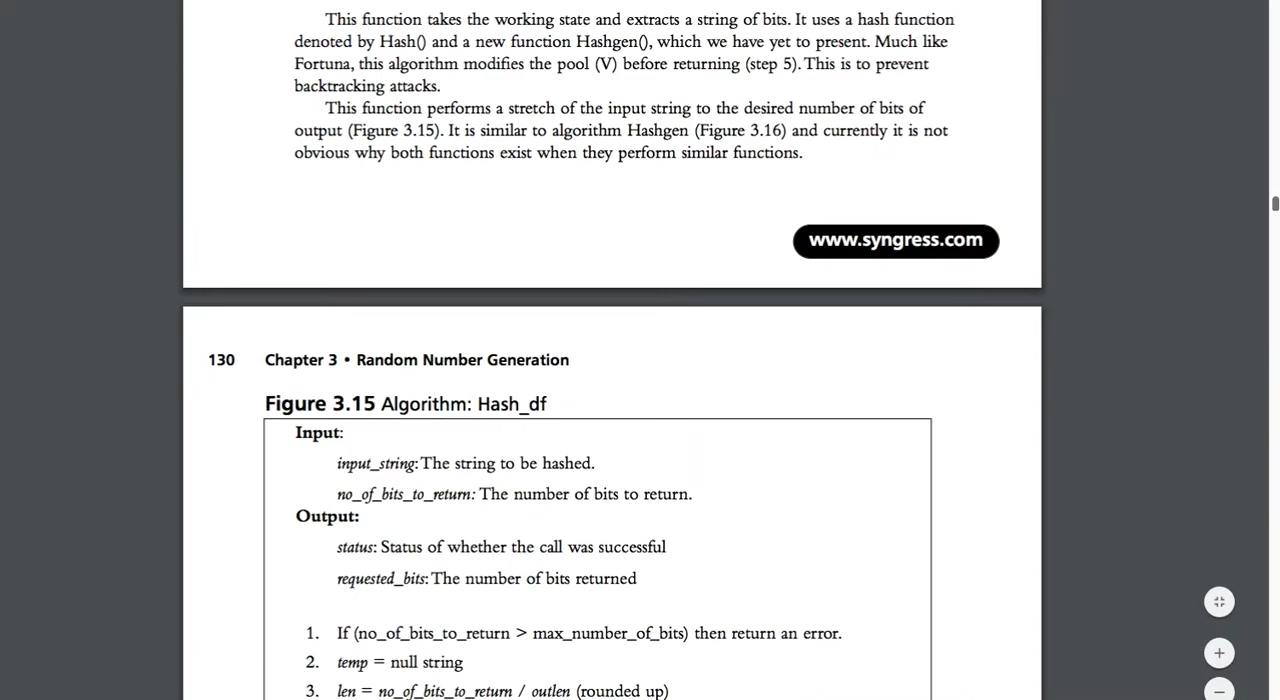 This function takes the working state and extracts a string of bits. It uses a hash function
denoted by Hash() and a new function Hashgen(), which we have yet to present. Much like
Fortuna, this algorithm modifies the pool (V) before returning (step 5). This is to prevent
backtracking attacks.
This function performs a stretch of the input string to the desired number of bits of
output (Figure 3.15). It is similar to algorithm Hashgen (Figure 3.16) and currently it is not
obvious why both functions exist when they perform similar functions.
www.syngress.com
130 Chapter 3 • Random Number Generation
Figure 3.15 Algorithm: Hash_df
Input:
input_string: The string to be hashed.
no_of_bits_to_return: The number of bits to return.
Output:
status: Status of whether the call was successful
requested_bits: The number of bits returned
1. If (no_of_bits_to_return > max_number_of_bits) then return an error.
2. temp = null string
3. len = no_of_bits_to_return / outlen (rounded up)